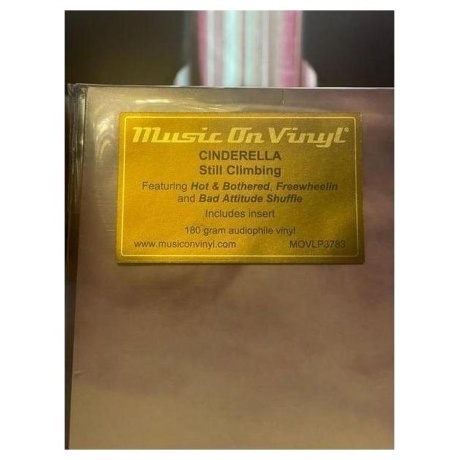 Music On Vinyl®
CINDERELLA
Still Climbing
Featuring Hot & Bothered, Freewheelin
and Bad Attitude Shuffle
Includes insert
180 gram audiophile vinyl
www.musiconvinyl.com MOVLP3783